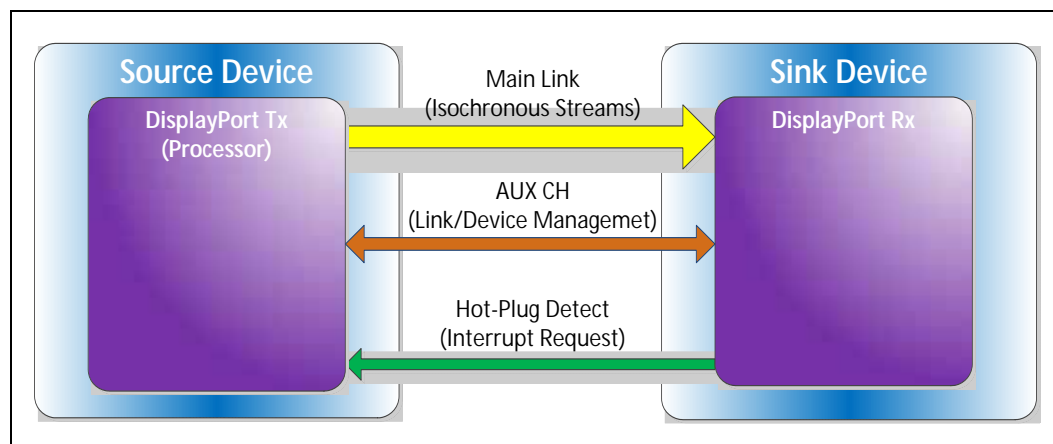 Source Device
DisplayPort Tx
(Processor)
Main Link
(Isochronous Streams)
AUX CH
(Link/Device Managemet)
Hot-Plug Detect
(Interrupt Request)
Sink Device
DisplayPort Rx